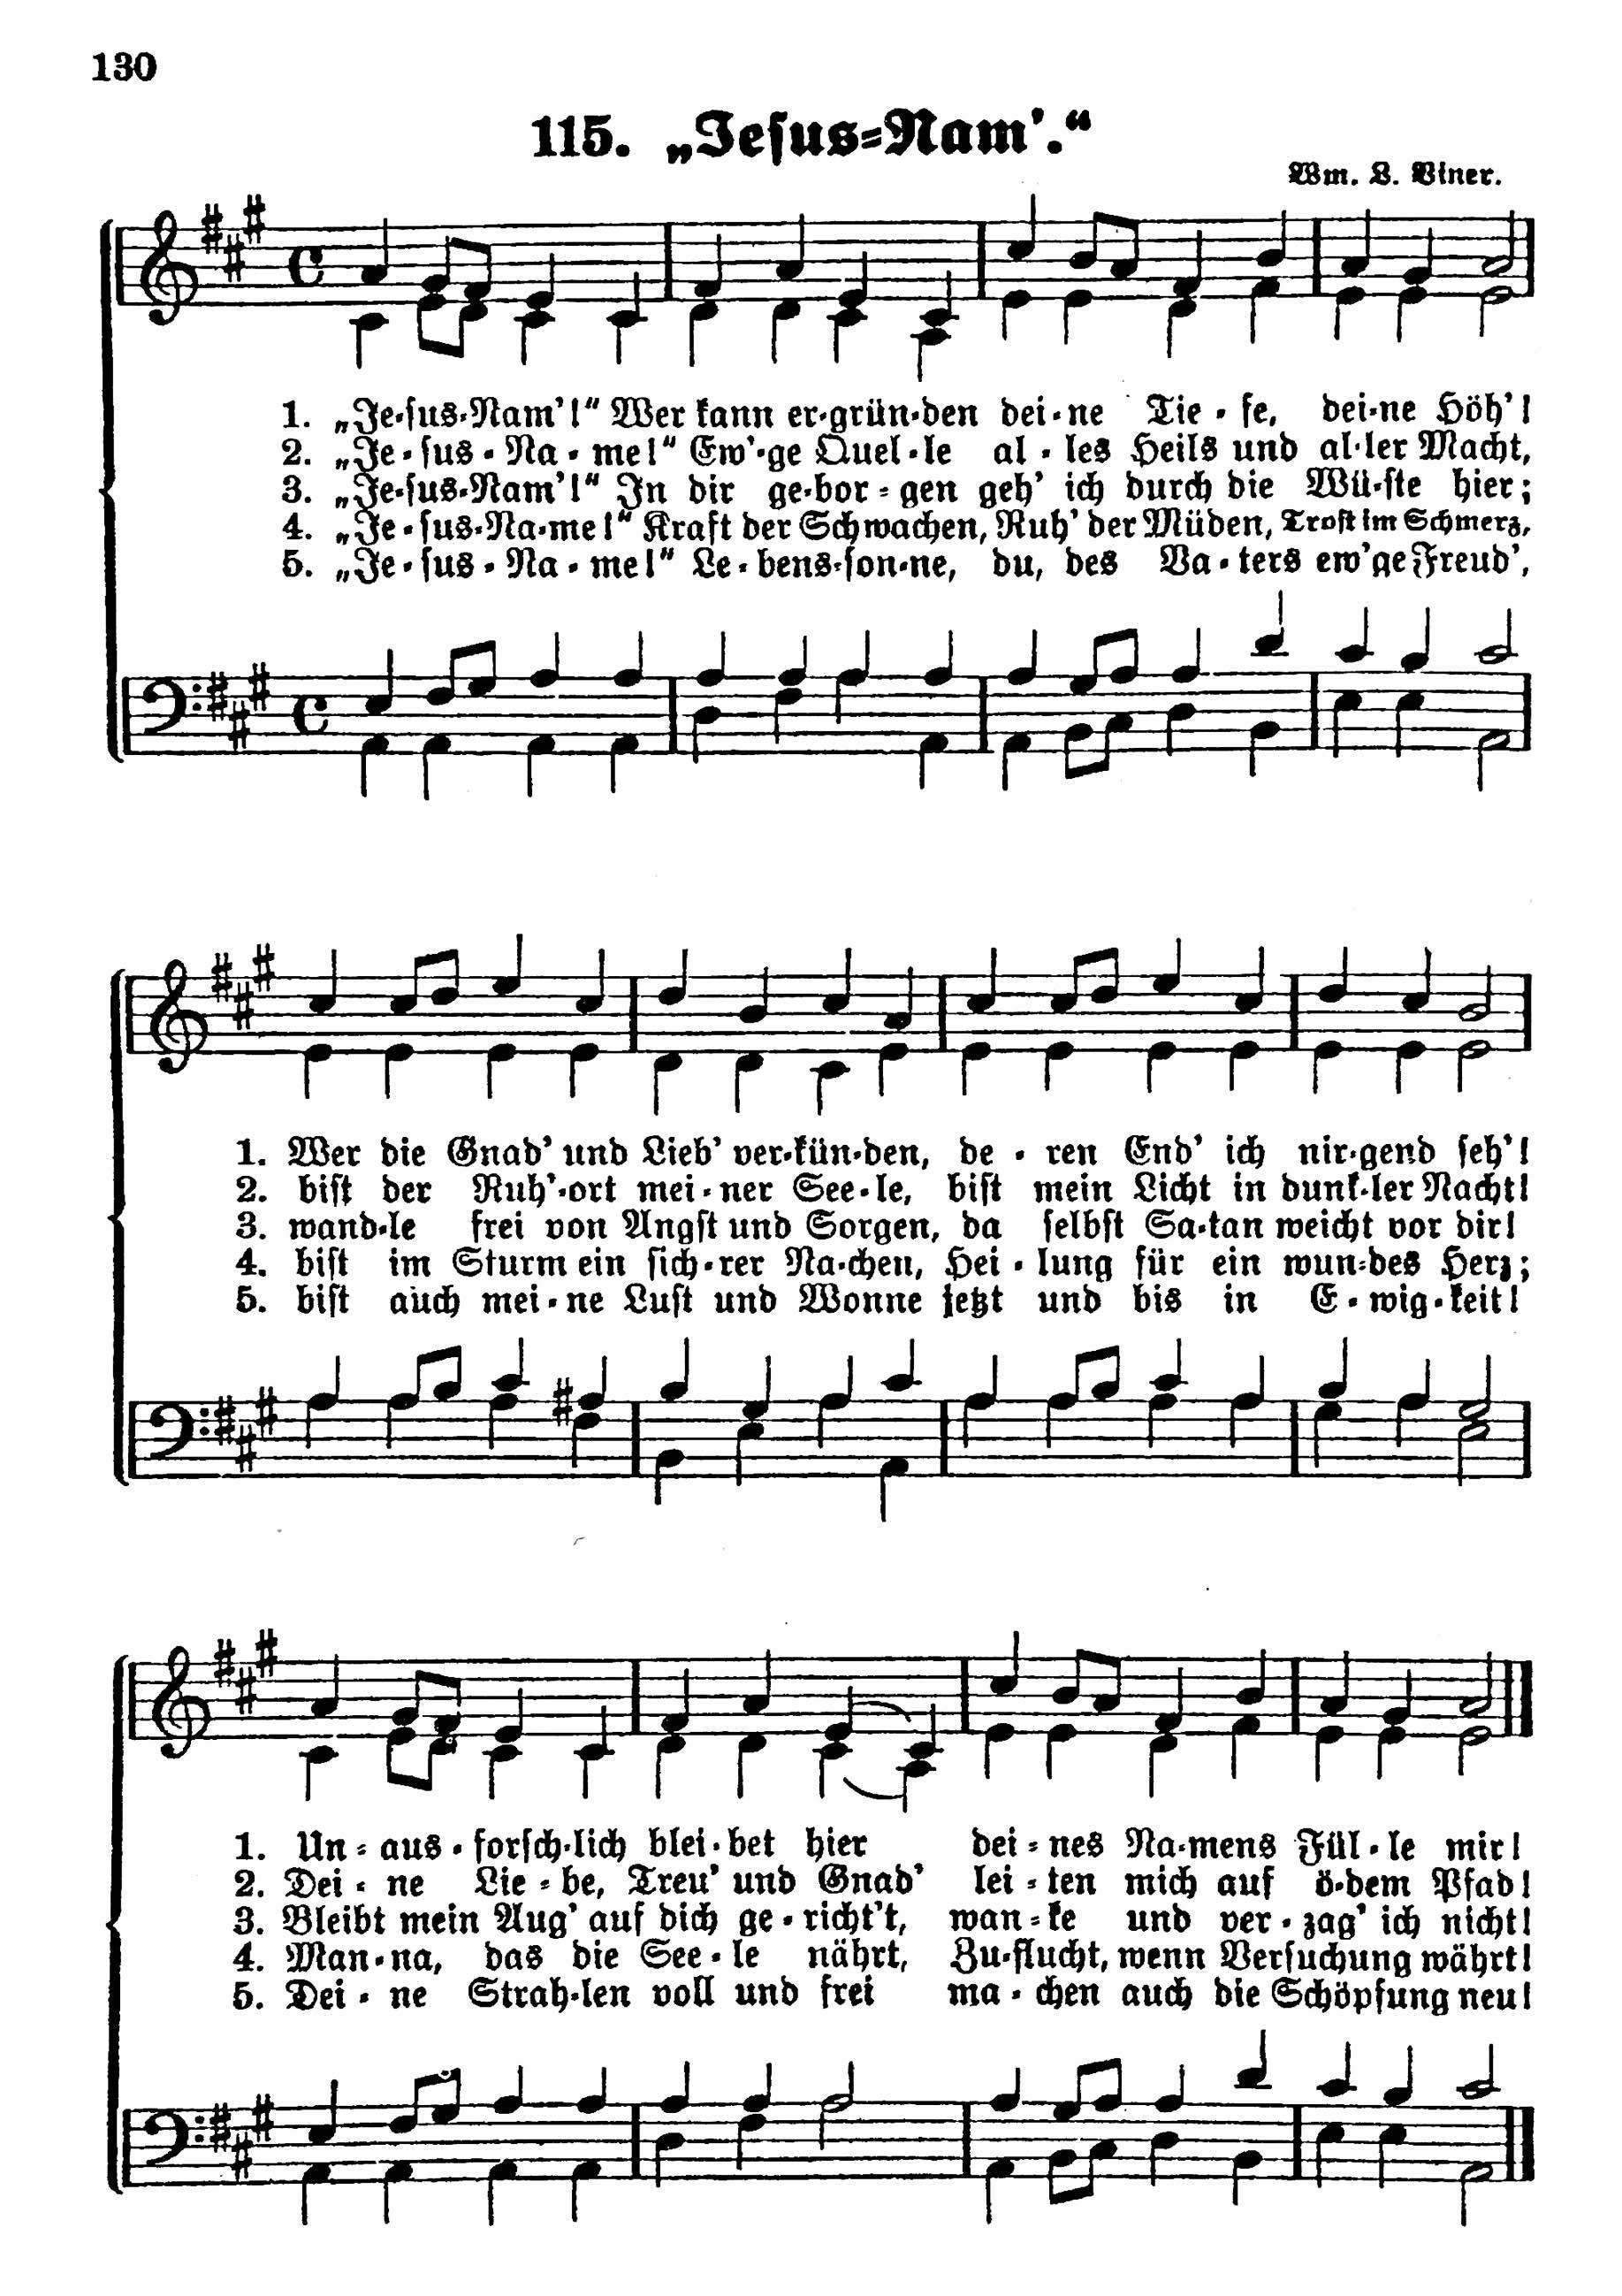 130
115. „Jesus=Nam’.“
Wm. L. Viner.
1. „Je-sus-Nam’!“ Wer kann er-grün-den dei-ne Tie-fe, dei-ne Höh’!
2. „Je-sus-Na-me!“ Ew’-ge Quel-le al-les Heils und al-ler Macht,
3. „Je-sus-Nam’!“ In dir ge-bor-gen geh’ ich durch die Wü-ste hier;
4. „Je-sus-Na-me!“ Kraft der Schwachen, Ruh’ der Müden, Trost im Schmerz,
5. „Je-sus-Na-me!“ Le-bens-son-ne, du, des Va-ters ew’ge Freud’,
1. Wer die Gnad’ und Lieb’ ver-kün-den, de-ren End’ ich nir-gend seh’!
2. bist der Ruh’-ort mei-ner See-le, bist mein Licht in dunk-ler Nacht!
3. wand-le frei von Angst und Sorgen, da selbst Sa-tan weicht vor dir!
4. bist im Sturm ein sich-rer Na-chen, Hei-lung für ein wun-des Herz;
5. bist auch mei-ne Lust und Wonne jetzt und bis in E-wig-keit!
1. Un-aus-forsch-lich blei-bet hier dei-nes Na-mens Fül-le mir!
2. Dei-ne Lie-be, Treu’ und Gnad’ lei-ten mich auf ö-dem Pfad!
3. Bleibt mein Aug’ auf dich ge-richt’t, wan-ke und ver-zag’ ich nicht!
4. Man-na, das die See-le nährt, Zu-flucht, wenn Versuchung währt!
5. Dei-ne Strah-len voll und frei ma-chen auch die Schöpfung neu!